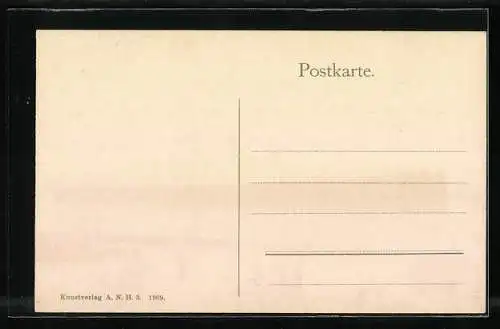 Postkarte.
Kunstverlag A. N. H. S. 1909.